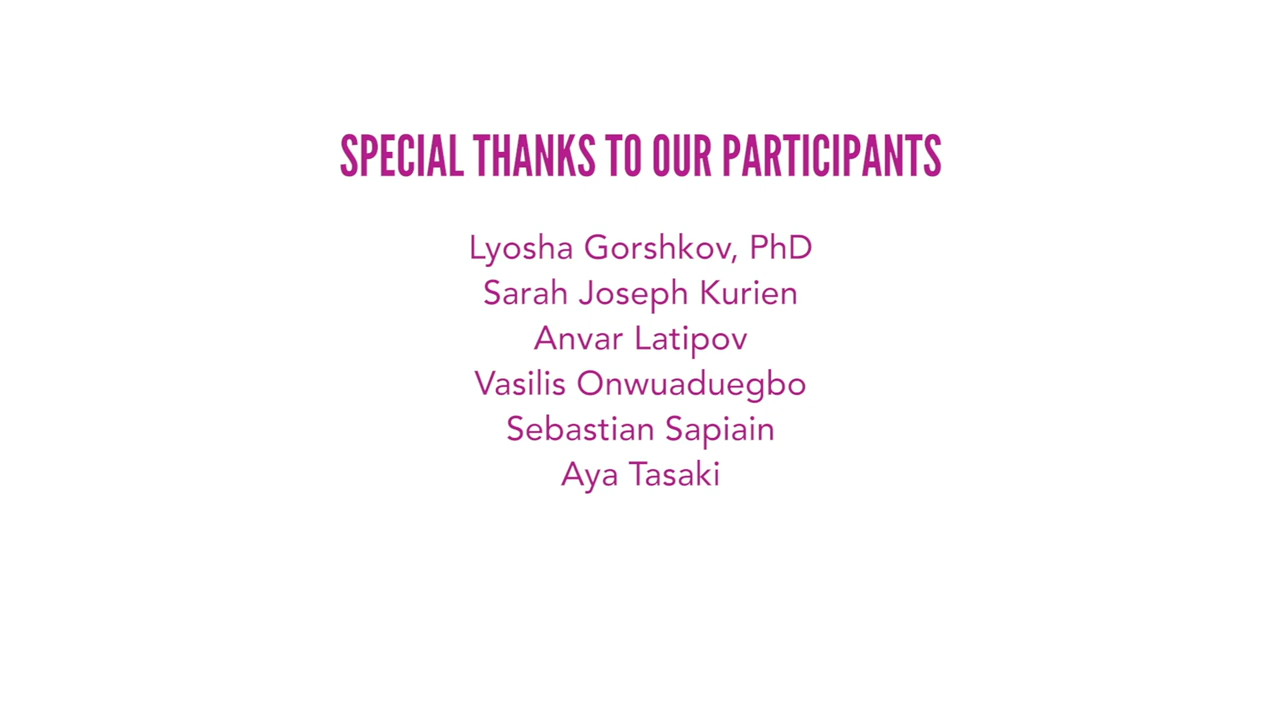 SPECIAL THANKS TO OUR PARTICIPANTS
Lyosha Gorshkov, PhD
Sarah Joseph Kurien
Anvar Latipov
Vasilis Onwuaduegbo
Sebastian Sapiain
Aya Tasaki